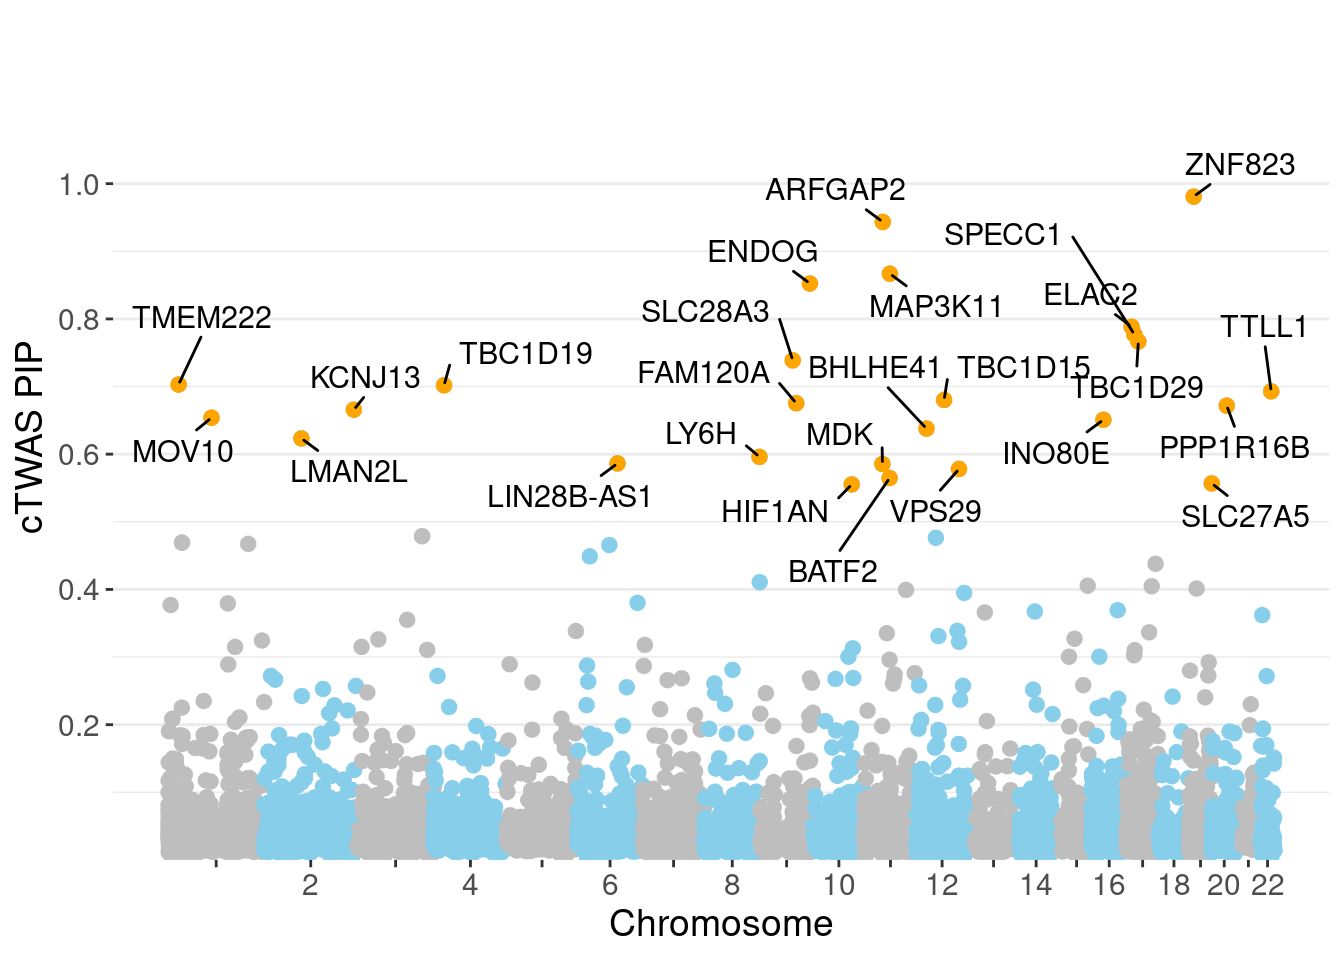 ZNF823
1.0
ARFGAP2
SPECC1
ENDOG
ELAC2
MAP3K11
SLC28A3
TMEM222
0.8
TTLL1
TBC1D19
KCNJ13
FAM120A
BHLHE41
TBC1D15
TBC1D29
LY6H
MDK
MOV10
0.6
INO80E
PPP1R16B
LMAN2L
LIN28B-AS1
HIF1AN
VPS29
SLC27A5
BATF2
0.4
0.2
cTWAS PIP
2 4 6 8 10 12 14 16 18 20 22
Chromosome